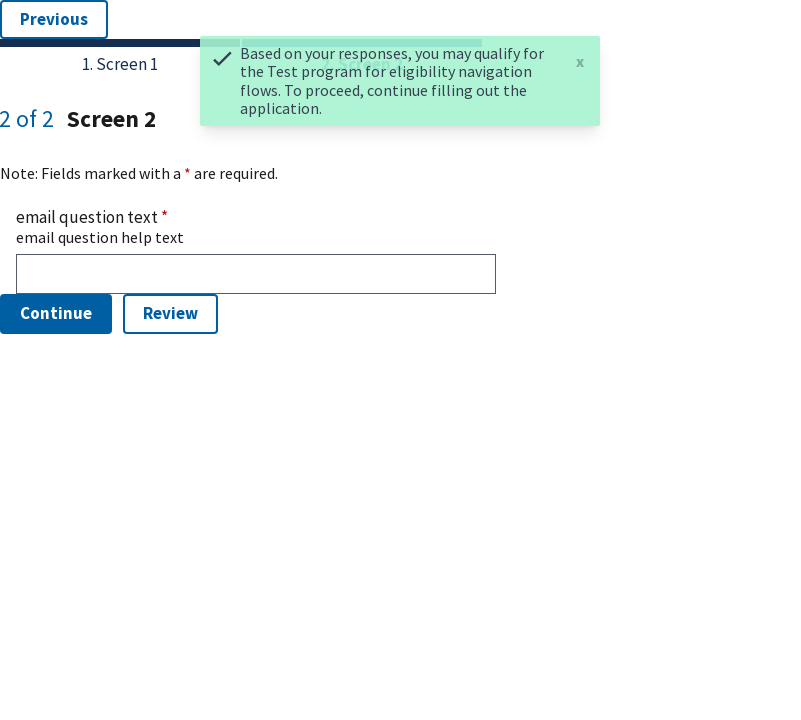 Previous
1. Screen 1
Based on your responses, you may qualify for
the Test program for eligibility navigation
flows. To proceed, continue filling out the
application.
x
2 of 2 Screen 2
Note: Fields marked with a * are required.
email question text *
email question help text
Continue
Review